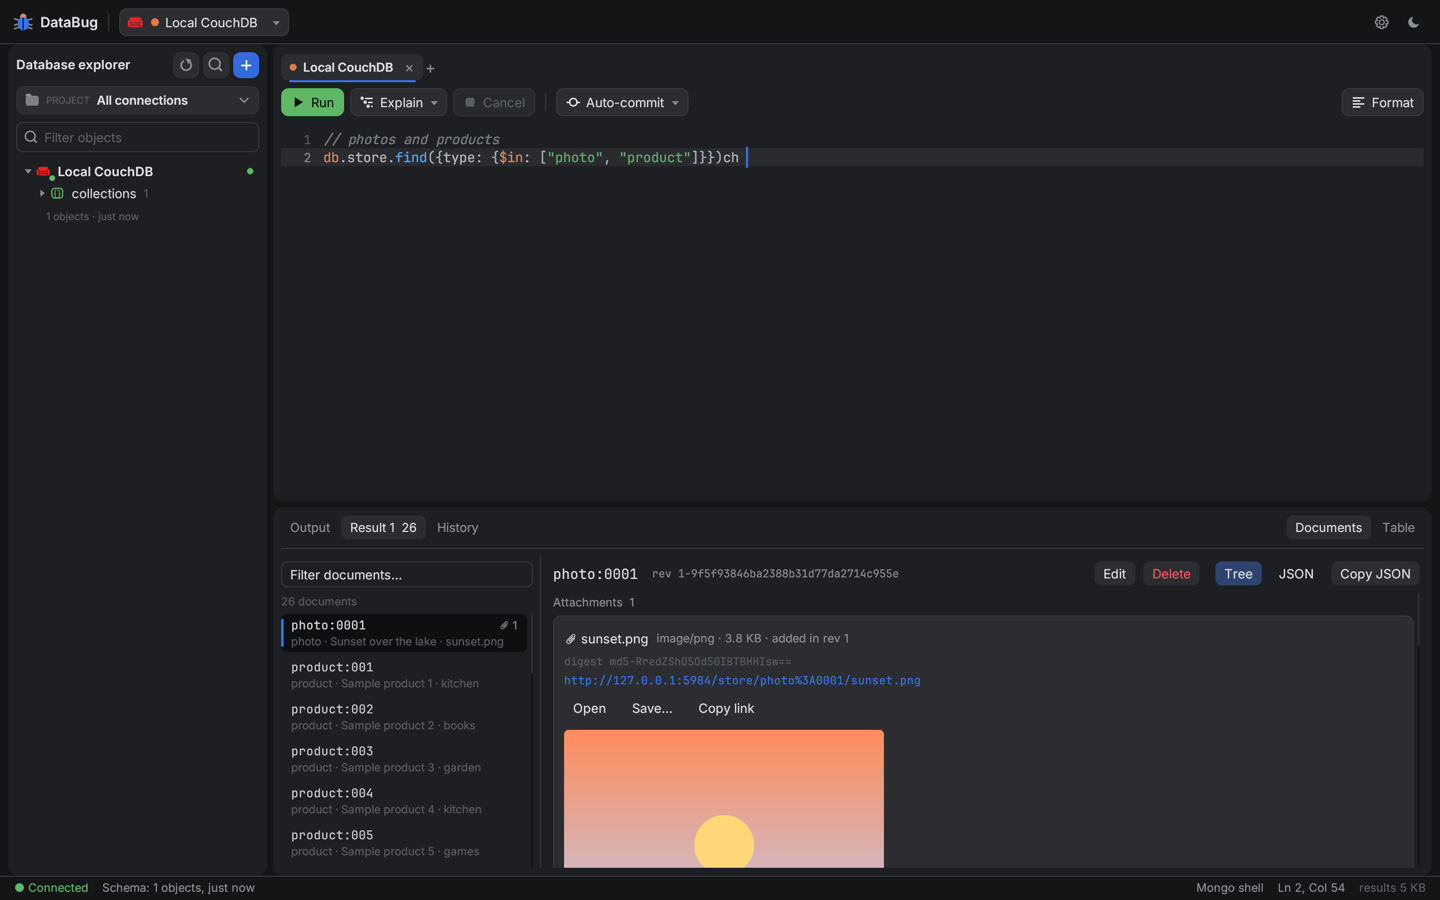 DataBug
Local CouchDB
Database explorer
PROJECT All connections
Filter objects
Local CouchDB
collections 1
1 objects · just now
Local CouchDB × +
Run
Explain
Cancel
Auto-commit
Format
1 // photos and products
2 db.store.find({type: {$in: ["photo", "product"]}})ch
Output
Result 1 26
History
Documents
Table
Filter documents...
26 documents
photo:0001 1
photo · Sunset over the lake · sunset.png
product:001
product · Sample product 1 · kitchen
product:002
product · Sample product 2 · books
product:003
product · Sample product 3 · garden
product:004
product · Sample product 4 · kitchen
product:005
product · Sample product 5 · games
photo:0001 rev 1-9f5f93846ba2388b31d77da2714c955e
Edit
Delete
Tree
JSON
Copy JSON
Attachments 1
sunset.png image/png · 3.8 KB · added in rev 1
digest md5-RredZShO5Od50IBTBHHIsw==
http://127.0.0.1:5984/store/photo%3A0001/sunset.png
Open
Save...
Copy link
Connected
Schema: 1 objects, just now
Mongo shell
Ln 2, Col 54
results 5 KB